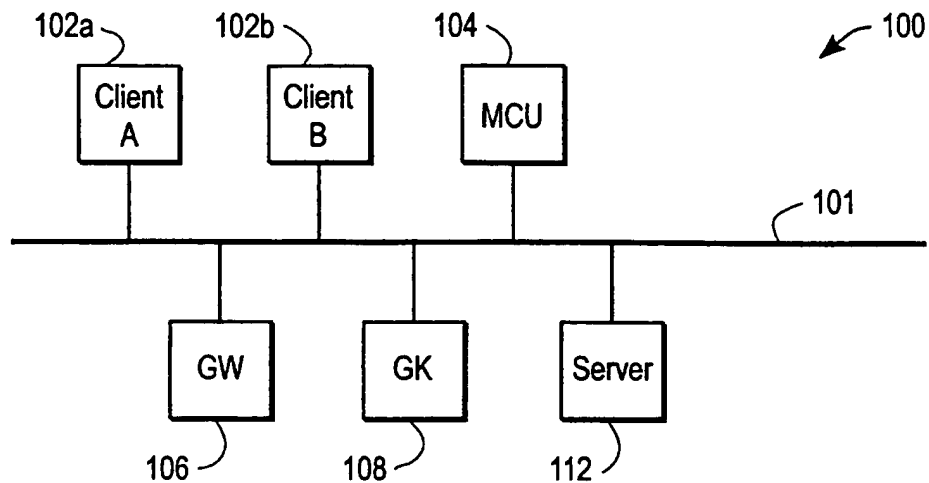 102a
102b
104
100
Client
A
Client
B
MCU
101
GW
GK
Server
106
108
112